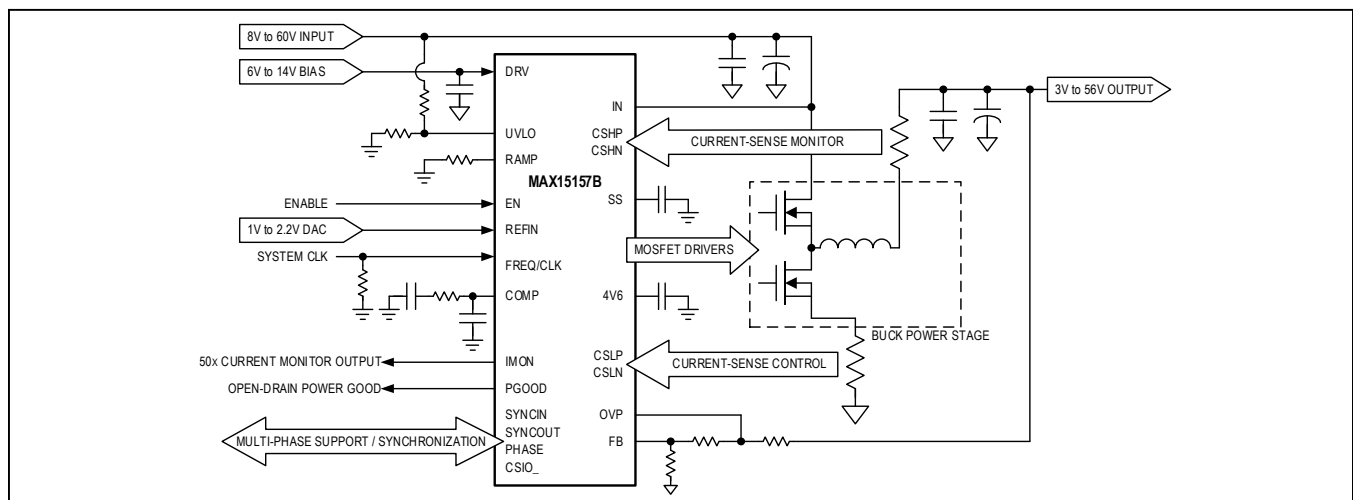 8V to 60V INPUT
6V to 14V BIAS
DRV
3V to 56V OUTPUT
IN
UVLO
CSHP
CSHN
CURRENT-SENSE MONITOR
RAMP
MAX15157B
ENABLE
EN
SS
1V to 2.2V DAC
REFIN
SYSTEM CLK
FREQ/CLK
MOSFET DRIVERS
COMP
4V6
BUCK POWER STAGE
50x CURRENT MONITOR OUTPUT
IMON
CSLP
CSLN
CURRENT-SENSE CONTROL
OPEN-DRAIN POWER GOOD
PGOOD
SYNCIN
OVP
MULTI-PHASE SUPPORT / SYNCHRONIZATION
SYNCOUT
FB
PHASE
CSIO_